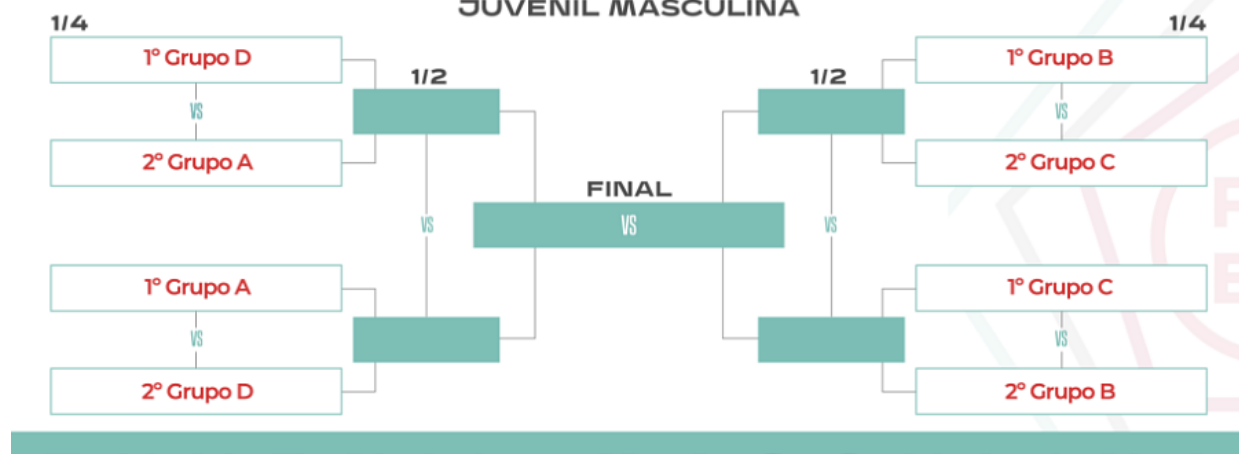 JUVENIL MASCULINA
1/4
1/4
1º Grupo D
VS
2º Grupo A
1/2
1/2
1º Grupo B
VS
2º Grupo C
FINAL
VS
VS
VS
1º Grupo A
VS
2º Grupo D
1º Grupo C
VS
2º Grupo B